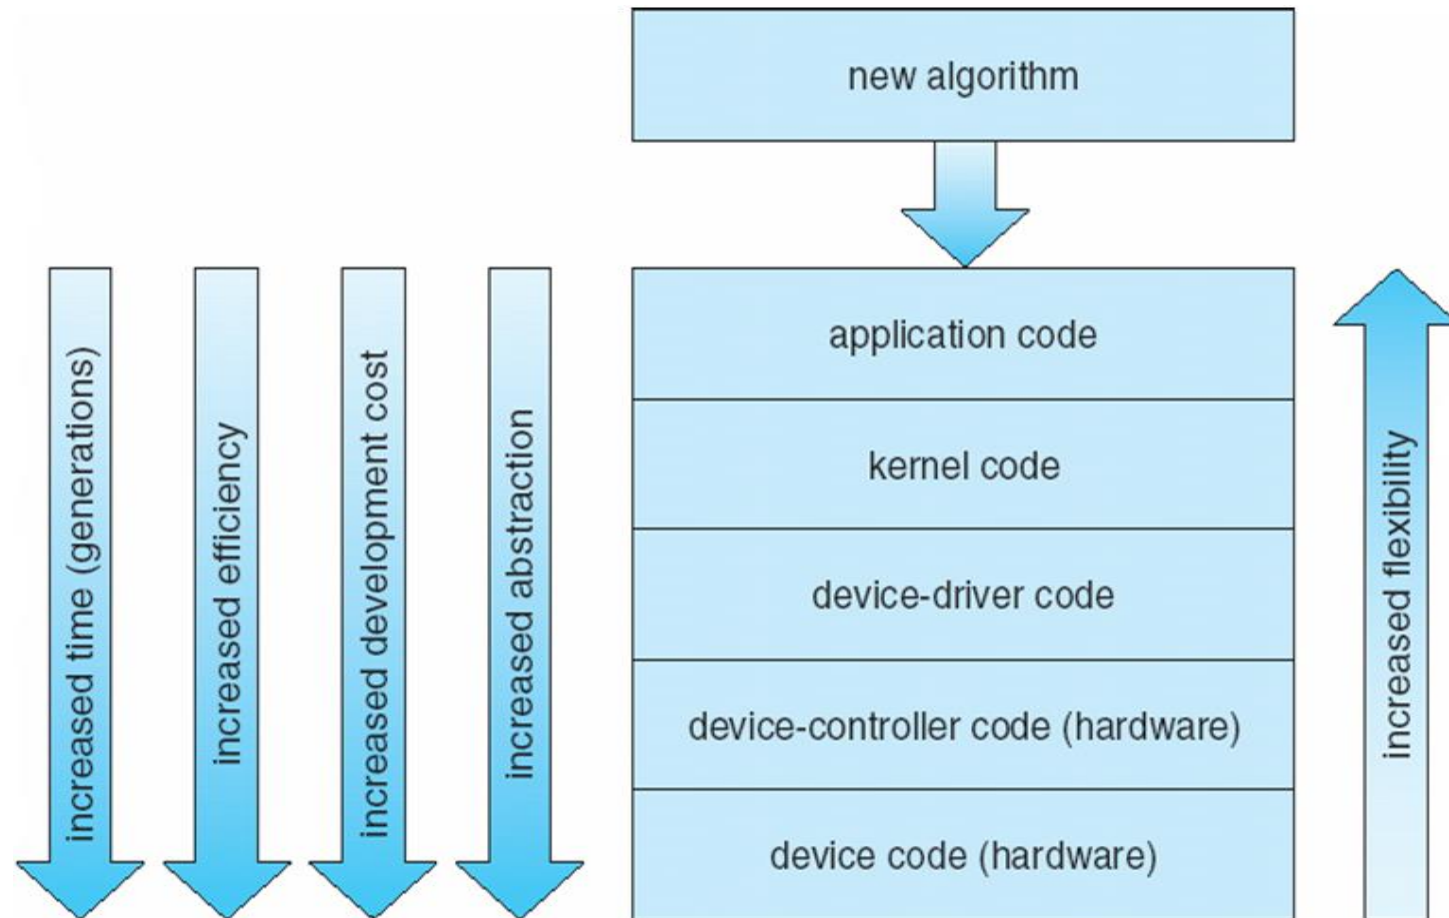 new algorithm
increased time (generations)
increased efficiency
increased development cost
increased abstraction
application code
kernel code
device-driver code
device-controller code (hardware)
device code (hardware)
increased flexibility